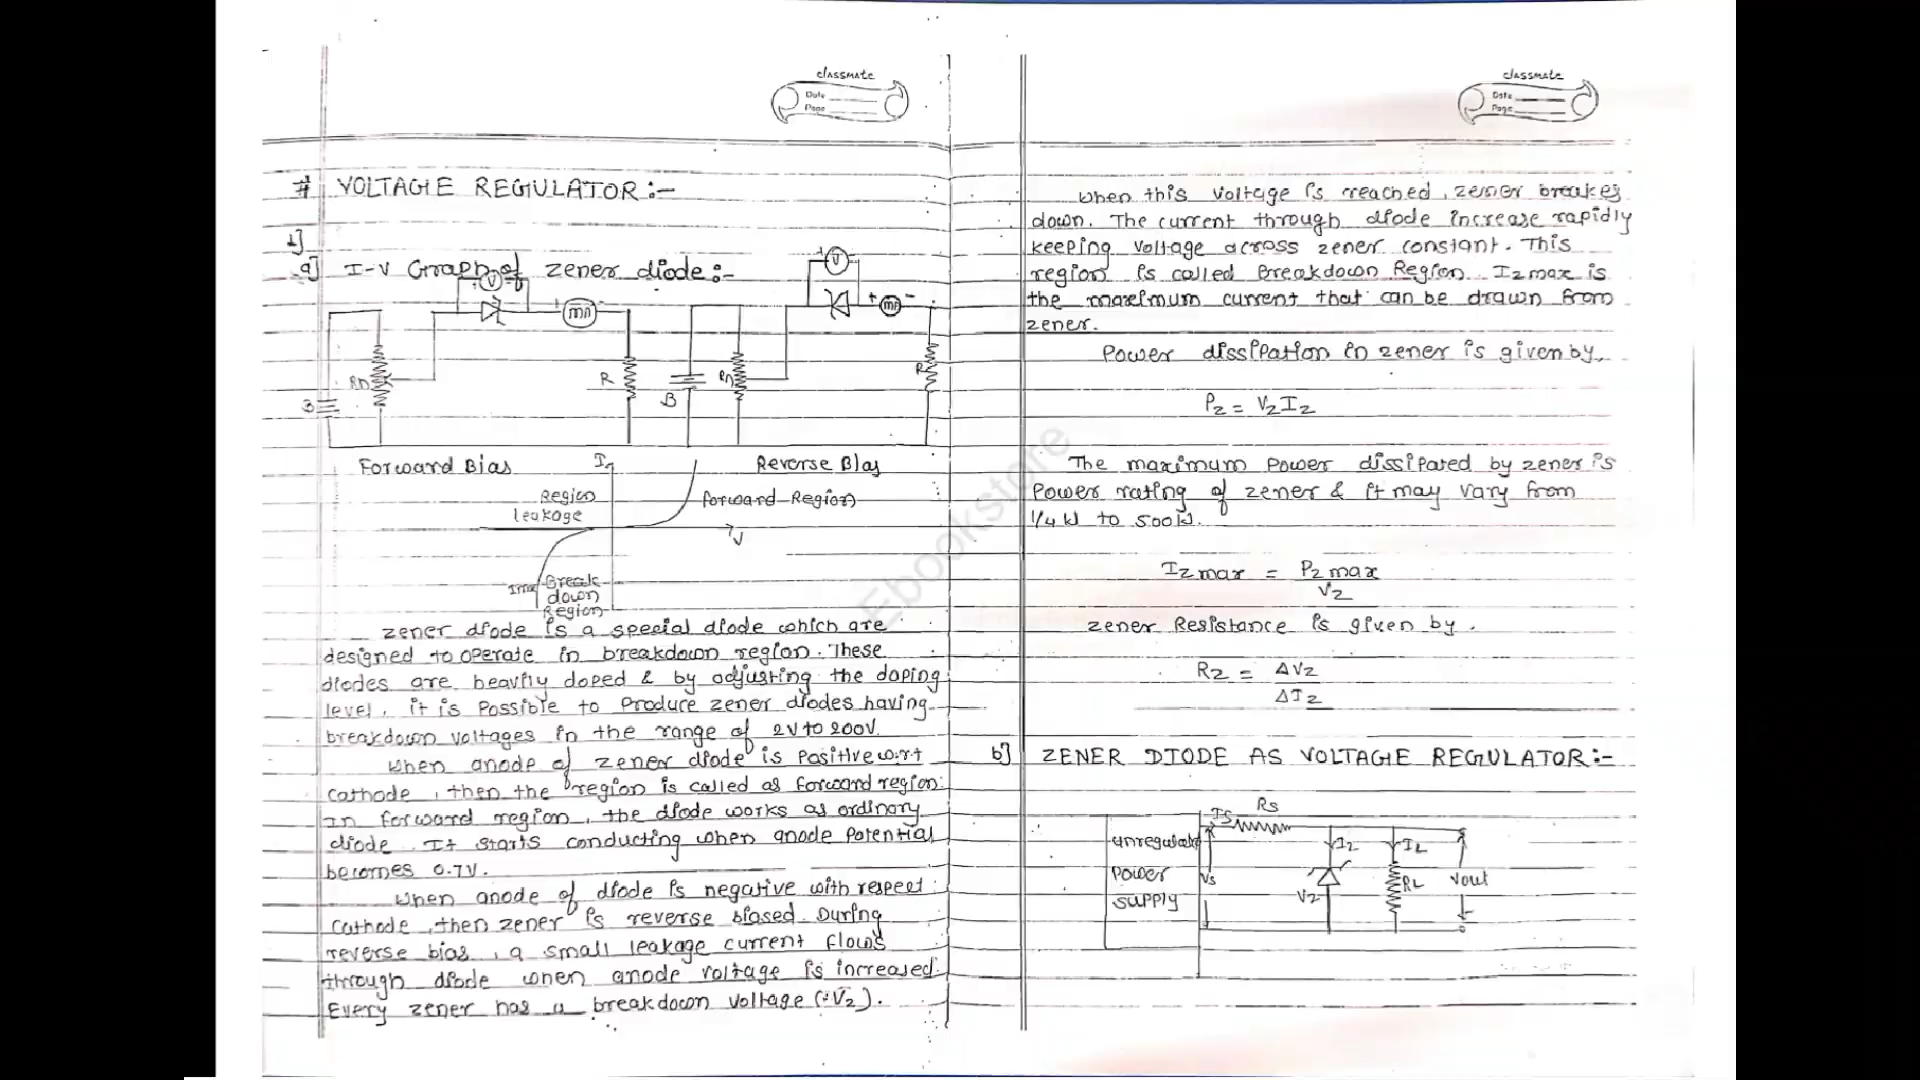 classmate
Date
Page
# VOLTAGE REGULATOR:-
1]
a] I-V Graph of zener diode:-
V
mA
RD
R
B
Forward Bias
V
mA
RD
R
B
Reverse Bias
I
Region
leakage
forward-Region
V
Break
down
Region
zener diode is a special diode which are
designed to operate in breakdown region. These
diodes are heavily doped & by adjusting the doping
level, it is possible to produce zener diodes having
breakdown voltages in the range of 2V to 200V.
When anode of zener diode is positive w.r.t
cathode, then the region is called as forward region.
In forward region, the diode works as ordinary
diode. It starts conducting when anode potential
becomes 0.7V.
When anode of diode is negative with respect
cathode, then zener is reverse biased. During
reverse bias, a small leakage current flows
through diode when anode voltage is increased.
Every zener has a breakdown voltage (-Vz).
classmate
Date
Page
When this voltage is reached, zener breakes
down. The current through diode increase rapidly
keeping voltage across zener constant. This
region is called Breakdown Region. Izmax is
the maximum current that can be drawn from
zener.
Power dissipation in zener is given by,
Pz = VzIz
The maximum power dissipated by zener is
power rating of zener & it may vary from
1/4 W to 500W.
Izmax = Pzmax
Vz
zener Resistance is given by.
Rz = ΔVz
ΔIz
b] ZENER DIODE AS VOLTAGE REGULATOR:-
Is Rs
unregulated
power
supply
Vs
Iz
IL
Vz
RL
Vout
Ebookstore